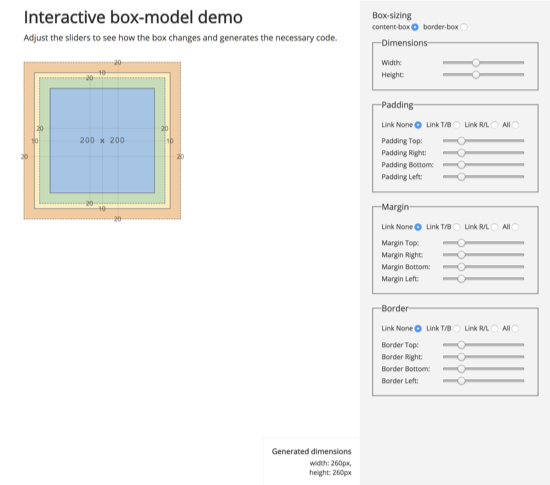 Interactive box-model demo
Adjust the sliders to see how the box changes and generates the necessary code.
20
10
20
20
10
20
200 x 200
20
10
20
20
10
20
Generated dimensions
width: 260px,
height: 260px
Box-sizing
content-box border-box
Dimensions
Width:
Height:
Padding
Link None Link T/B Link R/L All
Padding Top:
Padding Right:
Padding Bottom:
Padding Left:
Margin
Link None Link T/B Link R/L All
Margin Top:
Margin Right:
Margin Bottom:
Margin Left:
Border
Link None Link T/B Link R/L All
Border Top:
Border Right:
Border Bottom:
Border Left: